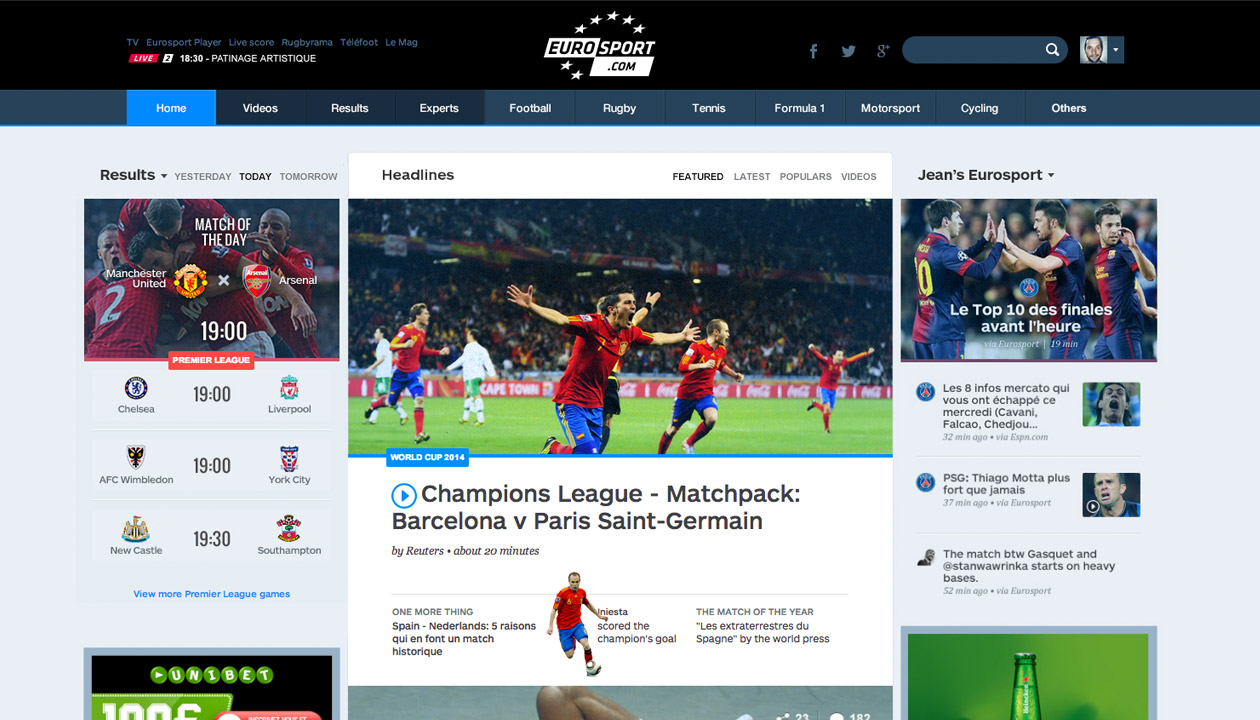 TV Eurosport Player Live score Rugbyrama Téléfoot Le Mag
LIVE 2 18:30 - PATINAGE ARTISTIQUE
EUROSPORT
.COM
Home Videos Results Experts Football Rugby Tennis Formula 1 Motorsport Cycling Others
Results YESTERDAY TODAY TOMORROW
MATCH OF
THE DAY
Manchester
United
Arsenal
Arsenal
19:00
PREMIER LEAGUE
19:00
Chelsea Liverpool
19:00
AFC Wimbledon York City
19:30
New Castle Southampton
View more Premier League games
UNIBET
100€
INSCRIVEZ-VOUS ET
Headlines FEATURED LATEST POPULARS VIDEOS
CAPE TOWN
WORLD CUP 2014
Champions League - Matchpack:
Barcelona v Paris Saint-Germain
by Reuters • about 20 minutes
ONE MORE THING
Spain - Nederlands: 5 raisons
qui en font un match
historique
Iniesta
scored the
champion's goal
THE MATCH OF THE YEAR
"Les extraterrestres du
Spagne" by the world press
23 182
Jean's Eurosport
Le Top 10 des finales
avant l'heure
via Eurosport | 19 min
Les 8 infos mercato qui
vous ont échappé ce
mercredi (Cavani,
Falcao, Chedjou...
32 min ago • via Espn.com
PSG: Thiago Motta plus
fort que jamais
37 min ago • via Eurosport
The match btw Gasquet and
@stanwawrinka starts on heavy
bases.
52 min ago • via Eurosport
Heineken